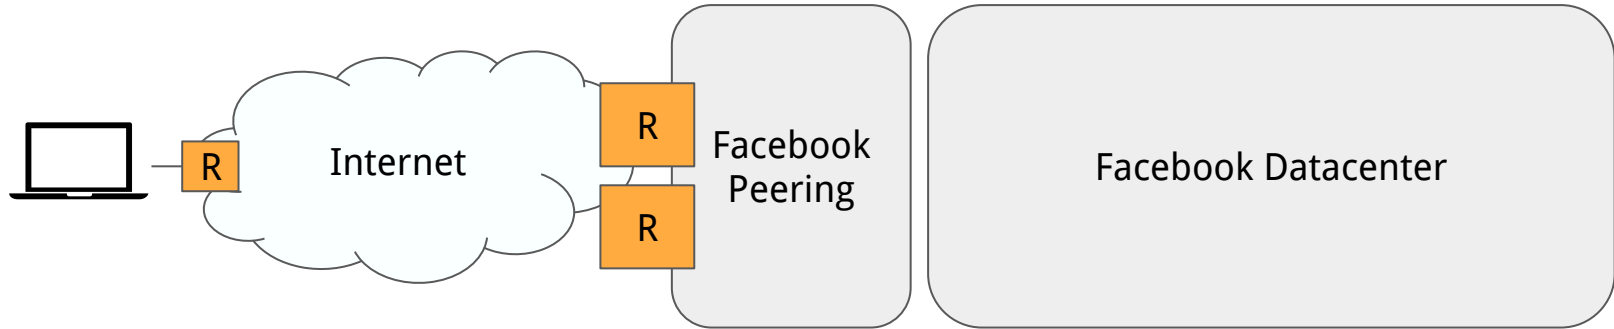 R
Internet
R
R
Facebook
Peering
Facebook Datacenter